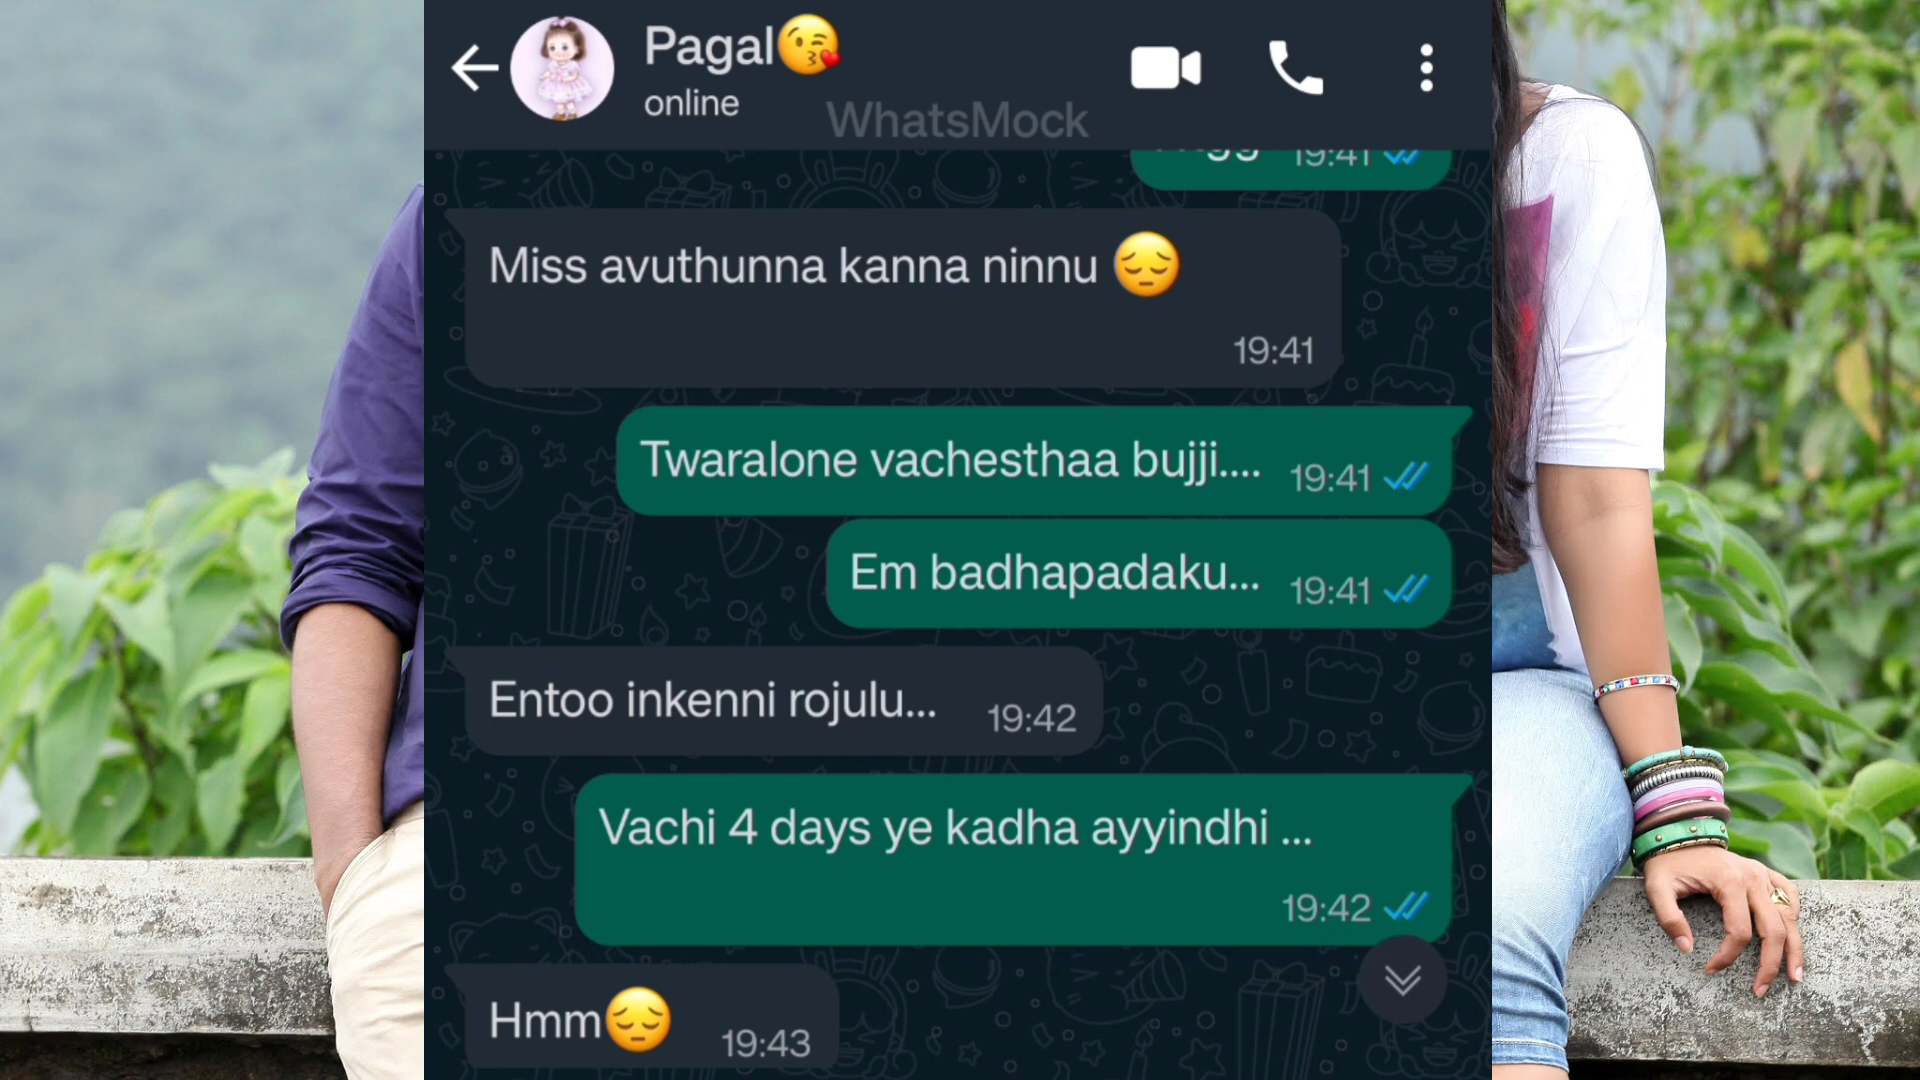 Pagal😘
online
WhatsMock
19:41
Miss avuthunna kanna ninnu 😔
19:41
Twaralone vachesthaa bujji.... 19:41
Em badhapadaku... 19:41
Entoo inkenni rojulu... 19:42
Vachi 4 days ye kadha ayyindhi ...
19:42
Hmm😔 19:43